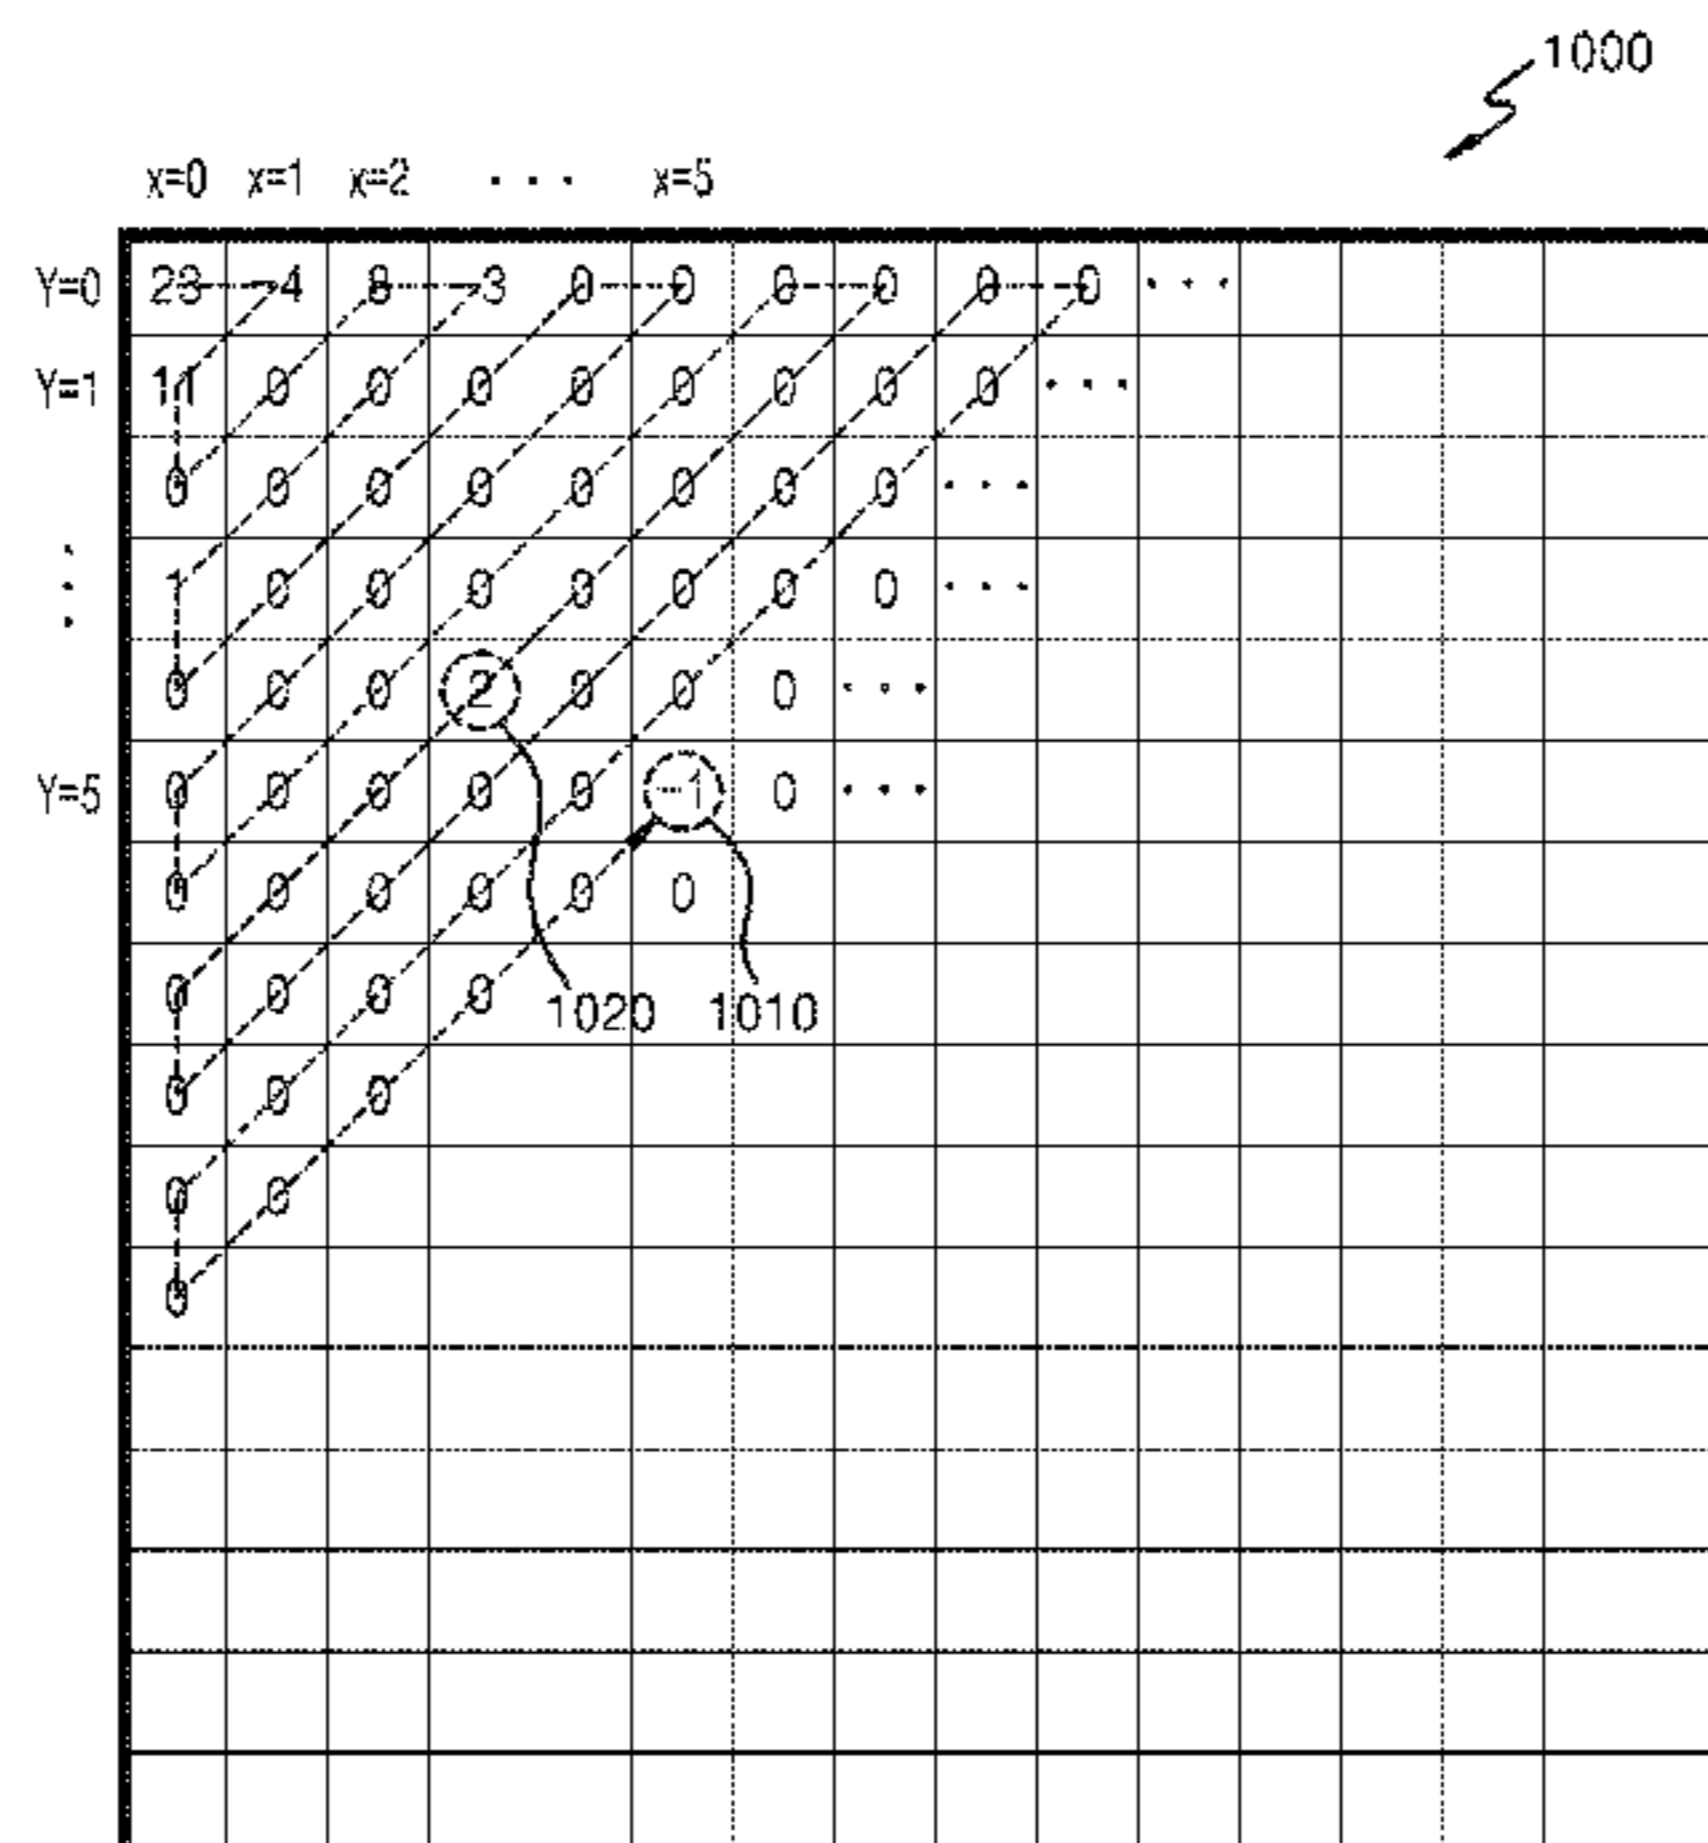 1000
x=0 x=1 x=2 ... x=5
Y=0 23 -4 8 -3 0 0 0 0 0 0 ...
Y=1 11 0 0 0 0 0 0 0 0 ...
0 0 0 0 0 0 0 0 ...
1 0 0 0 0 0 0 0 ...
0 0 0 2 0 0 0 ...
Y=5 0 0 0 0 0 -1 0 ...
0 0 0 0 0 0
0 0 0 0
1020 1010
0 0 0
0 0
0